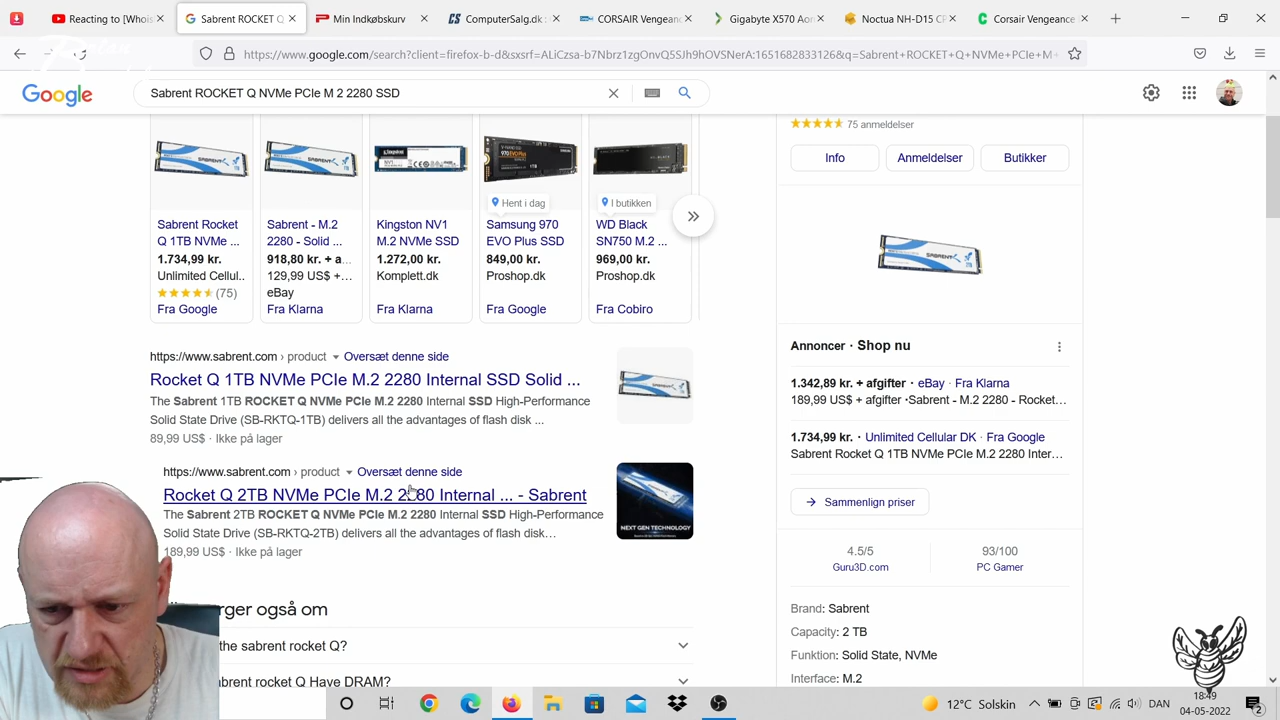 Reacting to [Whois
Sabrent ROCKET Q
Min Indkøbskurv
ComputerSalg.dk :
CORSAIR Vengeanc
Gigabyte X570 Aor
Noctua NH-D15 CP
Corsair Vengeance
https://www.google.com/search?client=firefox-b-d&sxsrf=ALiCzsa-b7Nbrz1zgOnvQ5SJh9hOVSNerA:1651682833126&q=Sabrent+ROCKET+Q+NVMe+PCIe+M+
Google
Sabrent ROCKET Q NVMe PCIe M 2 2280 SSD
75 anmeldelser
Info
Anmeldelser
Butikker
Hent i dag
I butikken
Sabrent Rocket
Q 1TB NVMe ...
1.734,99 kr.
Unlimited Cellul..
(75)
Fra Google
Sabrent - M.2
2280 - Solid ...
918,80 kr. + a...
129,99 US$ +...
eBay
Fra Klarna
Kingston NV1
M.2 NVMe SSD
1.272,00 kr.
Komplett.dk
Fra Klarna
Samsung 970
EVO Plus SSD
849,00 kr.
Proshop.dk
Fra Google
WD Black
SN750 M.2 ...
969,00 kr.
Proshop.dk
Fra Cobiro
https://www.sabrent.com › product
Oversæt denne side
Rocket Q 1TB NVMe PCIe M.2 2280 Internal SSD Solid ...
The Sabrent 1TB ROCKET Q NVMe PCIe M.2 2280 Internal SSD High-Performance
Solid State Drive (SB-RKTQ-1TB) delivers all the advantages of flash disk ...
89,99 US$ · Ikke på lager
https://www.sabrent.com › product
Oversæt denne side
Rocket Q 2TB NVMe PCIe M.2 2280 Internal ... - Sabrent
The Sabrent 2TB ROCKET Q NVMe PCIe M.2 2280 Internal SSD High-Performance
Solid State Drive (SB-RKTQ-2TB) delivers all the advantages of flash disk...
189,99 US$ · Ikke på lager
NEXT GEN TECHNOLOGY
rger også om
the sabrent rocket Q?
brent rocket Q Have DRAM?
Annoncer · Shop nu
1.342,89 kr. + afgifter · eBay · Fra Klarna
189,99 US$ + afgifter ·Sabrent - M.2 2280 - Rocket...
1.734,99 kr. · Unlimited Cellular DK · Fra Google
Sabrent Rocket Q 1TB NVMe PCIe M.2 2280 Inter...
Sammenlign priser
4.5/5
Guru3D.com
93/100
PC Gamer
Brand: Sabrent
Capacity: 2 TB
Funktion: Solid State, NVMe
Interface: M.2
12°C Solskin
DAN
18:49
04-05-2022
2